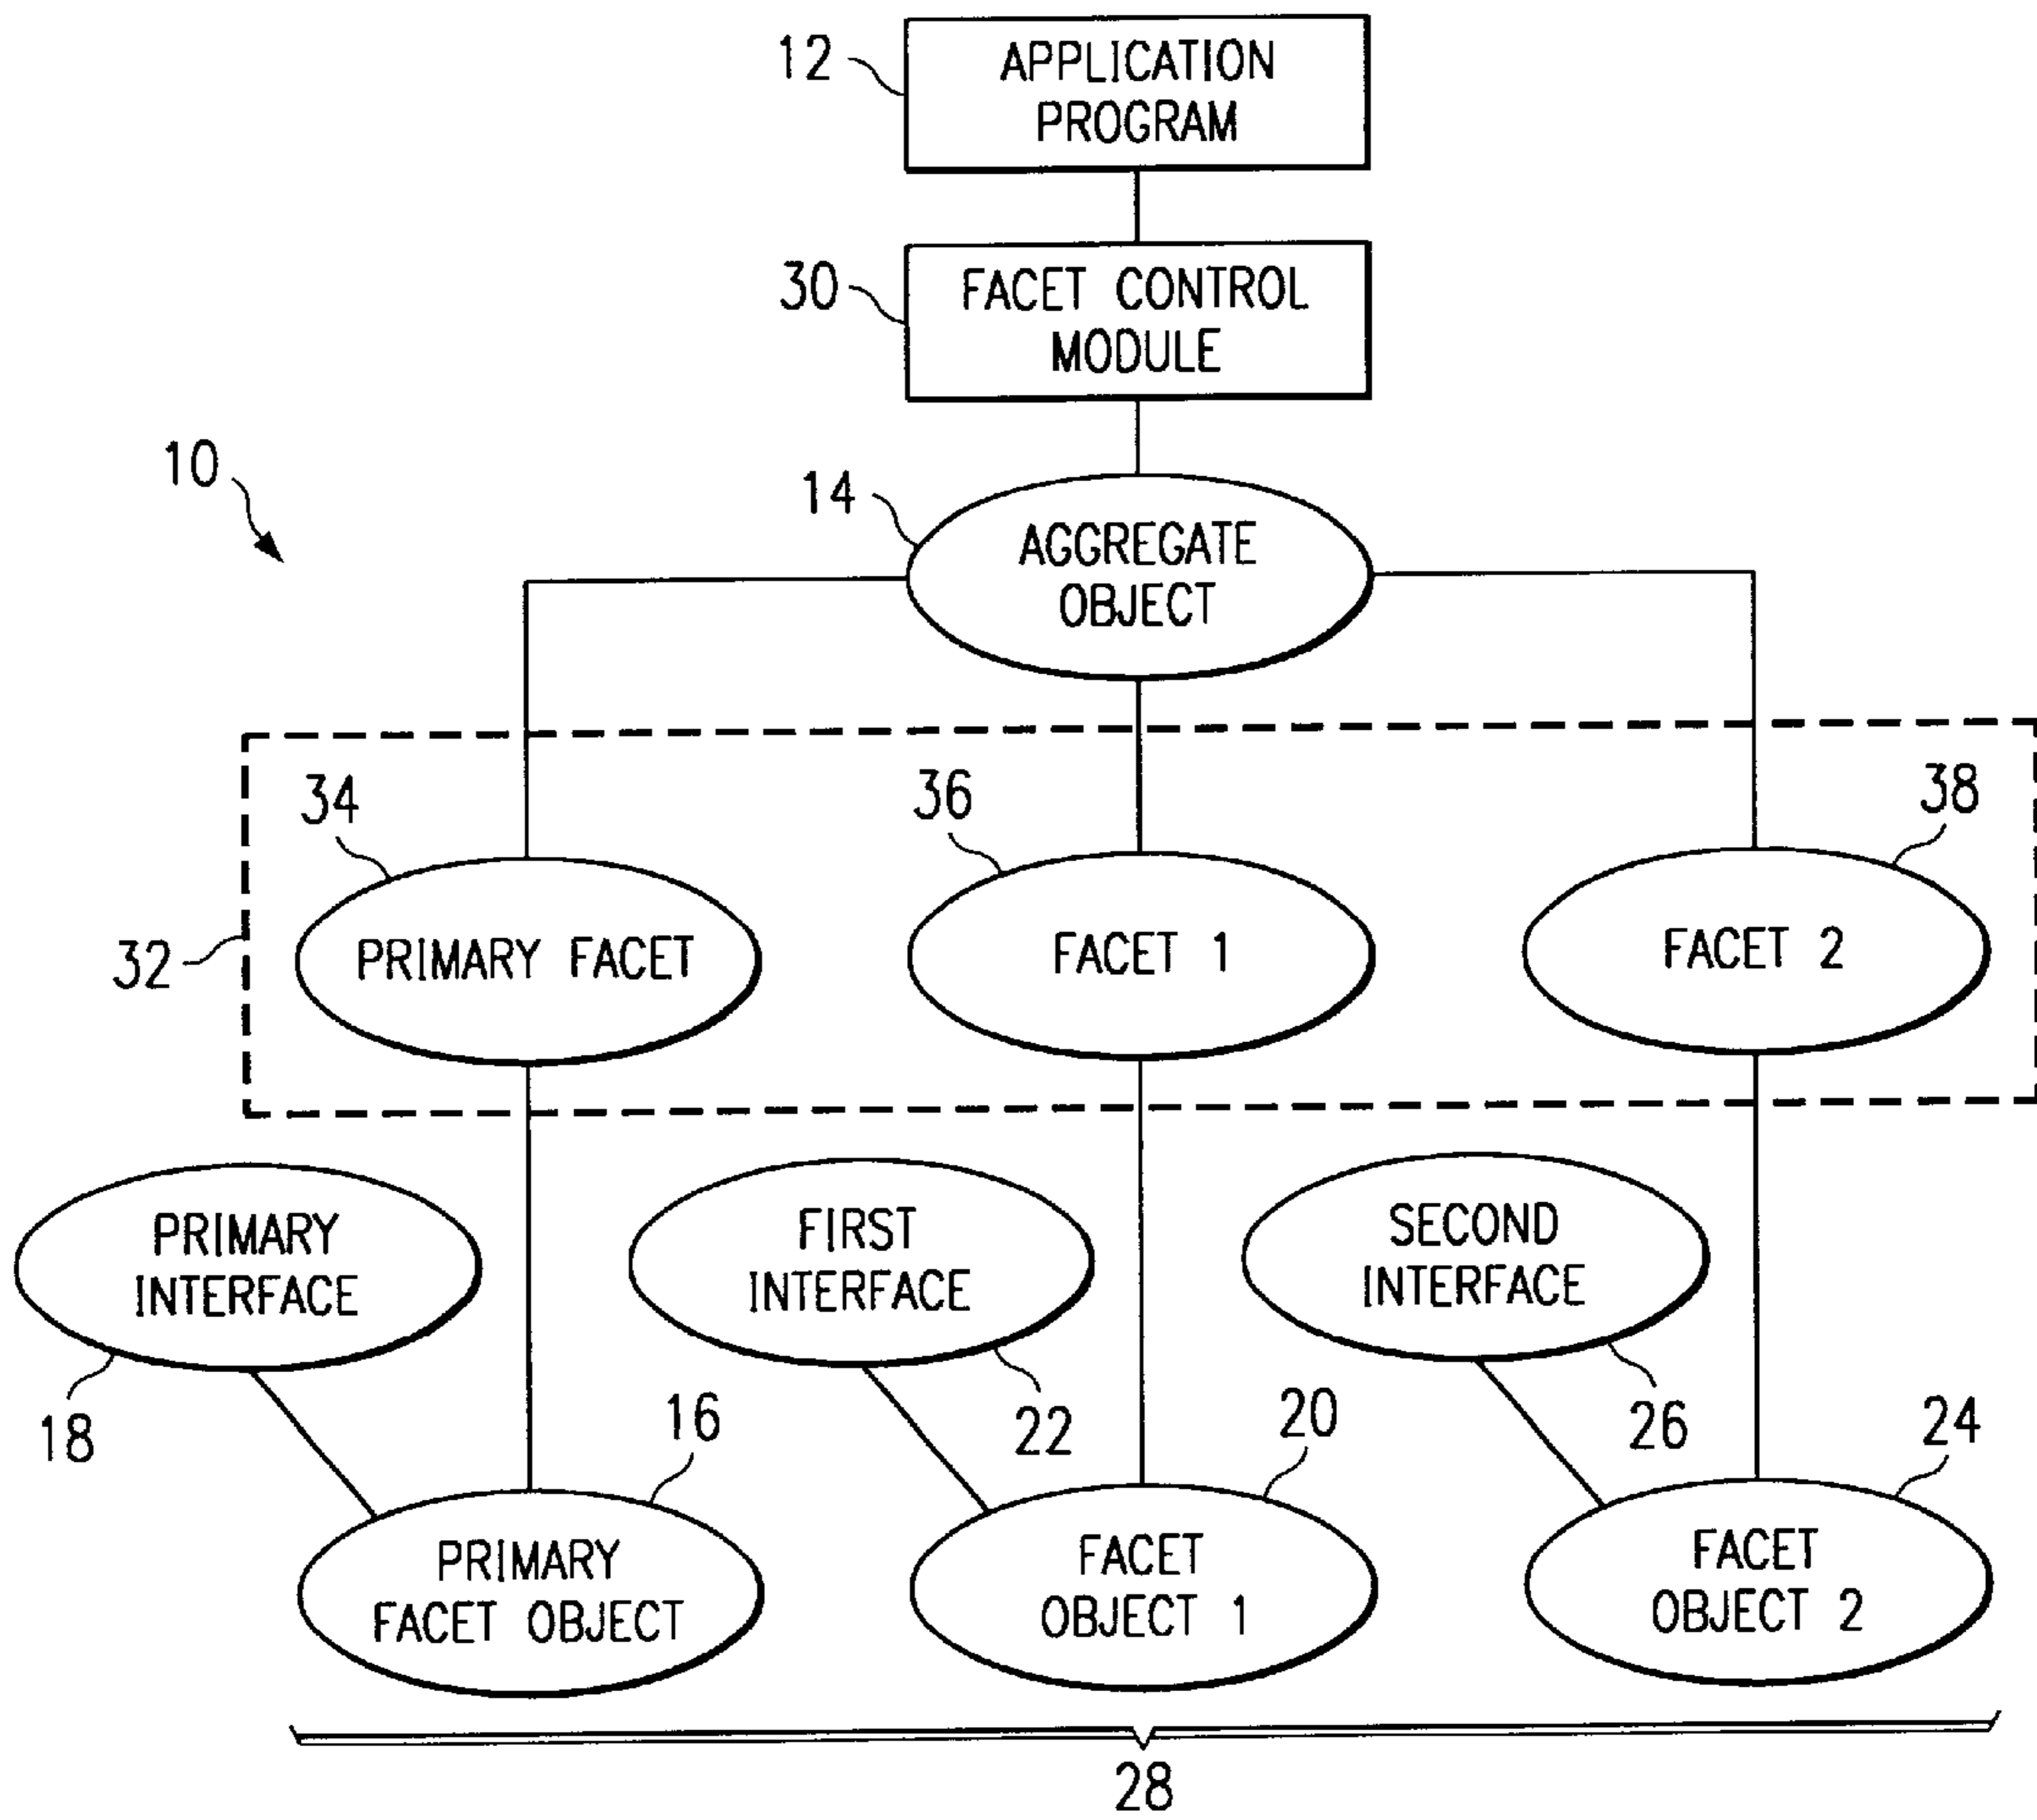 12
APPLICATION
PROGRAM
30
FACET CONTROL
MODULE
10
14
AGGREGATE
OBJECT
34
36
38
32
PRIMARY FACET
FACET 1
FACET 2
PRIMARY
INTERFACE
FIRST
INTERFACE
SECOND
INTERFACE
18
16
22
20
26
24
PRIMARY
FACET OBJECT
FACET
OBJECT 1
FACET
OBJECT 2
28